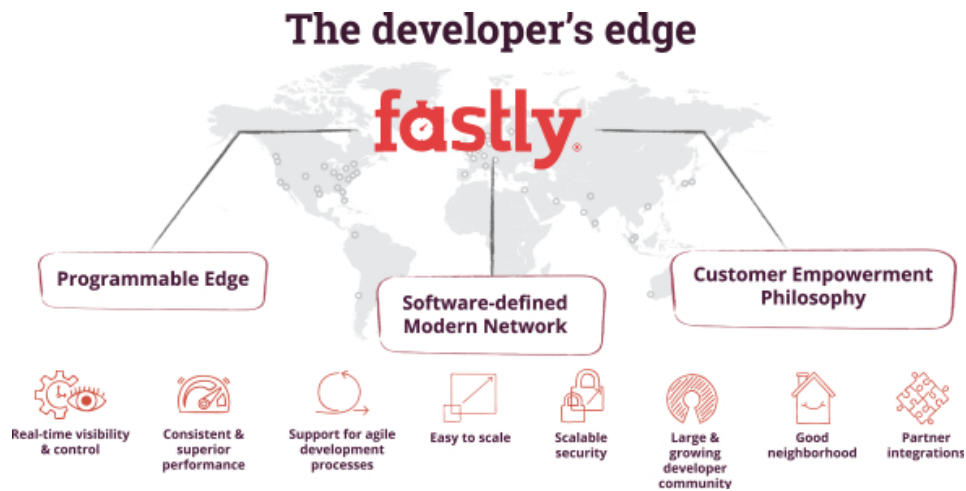 The developer's edge
fastly®
Programmable Edge
Software-defined
Modern Network
Customer Empowerment
Philosophy
Real-time visibility
& control
Consistent &
superior
performance
Support for agile
development
processes
Easy to scale
Scalable
security
Large &
growing
developer
community
Good
neighborhood
Partner
integrations